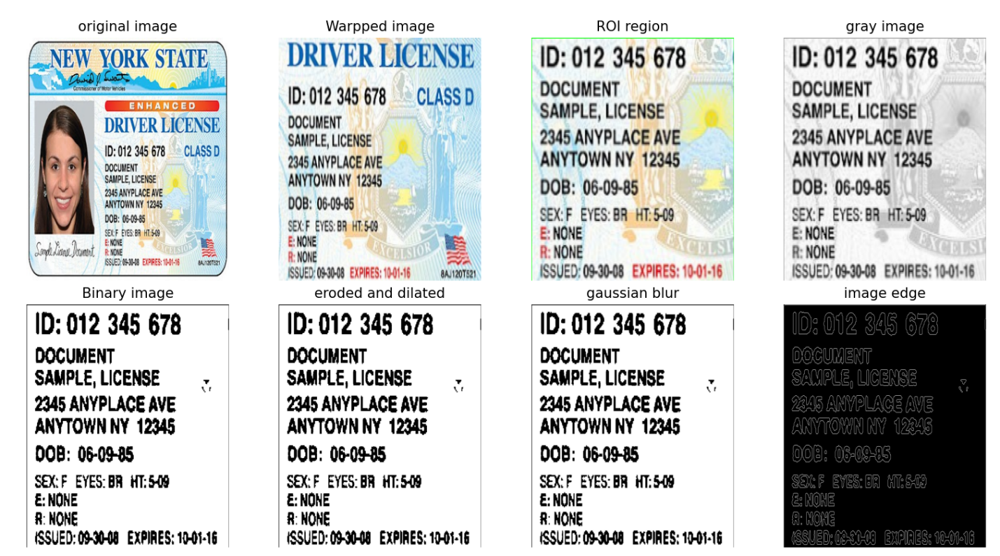 original image
NEW YORK STATE
Commissioner of Motor Vehicles
ENHANCED
DRIVER LICENSE
ID: 012 345 678 CLASS D
DOCUMENT
SAMPLE, LICENSE
2345 ANYPLACE AVE
ANYTOWN NY 12345
DOB: 06-09-85
SEX: F EYES: BR HT: 5-09
E: NONE
R: NONE
ISSUED: 09-30-08 EXPIRES: 10-01-16
8AJ120T521
Sample License Document
EXCELSIOR
Warpped image
DRIVER LICENSE
ID: 012 345 678 CLASS D
DOCUMENT
SAMPLE, LICENSE
2345 ANYPLACE AVE
ANYTOWN NY 12345
DOB: 06-09-85
SEX: F EYES: BR HT: 5-09
E: NONE
R: NONE
EXCELSIOR
ISSUED: 09-30-08 EXPIRES: 10-01-16
8AJ120T521
ROI region
ID: 012 345 678
DOCUMENT
SAMPLE, LICENSE
2345 ANYPLACE AVE
ANYTOWN NY 12345
DOB: 06-09-85
SEX: F EYES: BR HT: 5-09
E: NONE
R: NONE
EXCELSI
ISSUED: 09-30-08 EXPIRES: 10-01-16
gray image
ID: 012 345 678
DOCUMENT
SAMPLE, LICENSE
2345 ANYPLACE AVE
ANYTOWN NY 12345
DOB: 06-09-85
SEX: F EYES: BR HT: 5-09
E: NONE
R: NONE
EXCELSI
ISSUED: 09-30-08 EXPIRES: 10-01-16
Binary image
ID: 012 345 678
DOCUMENT
SAMPLE, LICENSE
2345 ANYPLACE AVE
ANYTOWN NY 12345
DOB: 06-09-85
SEX: F EYES: BR HT: 5-09
E: NONE
R: NONE
ISSUED: 09-30-08 EXPIRES: 10-01-16
eroded and dilated
ID: 012 345 678
DOCUMENT
SAMPLE, LICENSE
2345 ANYPLACE AVE
ANYTOWN NY 12345
DOB: 06-09-85
SEX: F EYES: BR HT: 5-09
E: NONE
R: NONE
ISSUED: 09-30-08 EXPIRES: 10-01-16
gaussian blur
ID: 012 345 678
DOCUMENT
SAMPLE, LICENSE
2345 ANYPLACE AVE
ANYTOWN NY 12345
DOB: 06-09-85
SEX: F EYES: BR HT: 5-09
E: NONE
R: NONE
ISSUED: 09-30-08 EXPIRES: 10-01-16
image edge
ID: 012 345 678
DOCUMENT
SAMPLE, LICENSE
2345 ANYPLACE AVE
ANYTOWN NY 12345
DOB: 06-09-85
SEX: F EYES: BR HT: 5-09
E: NONE
R: NONE
ISSUED: 09-30-08 EXPIRES: 10-01-16